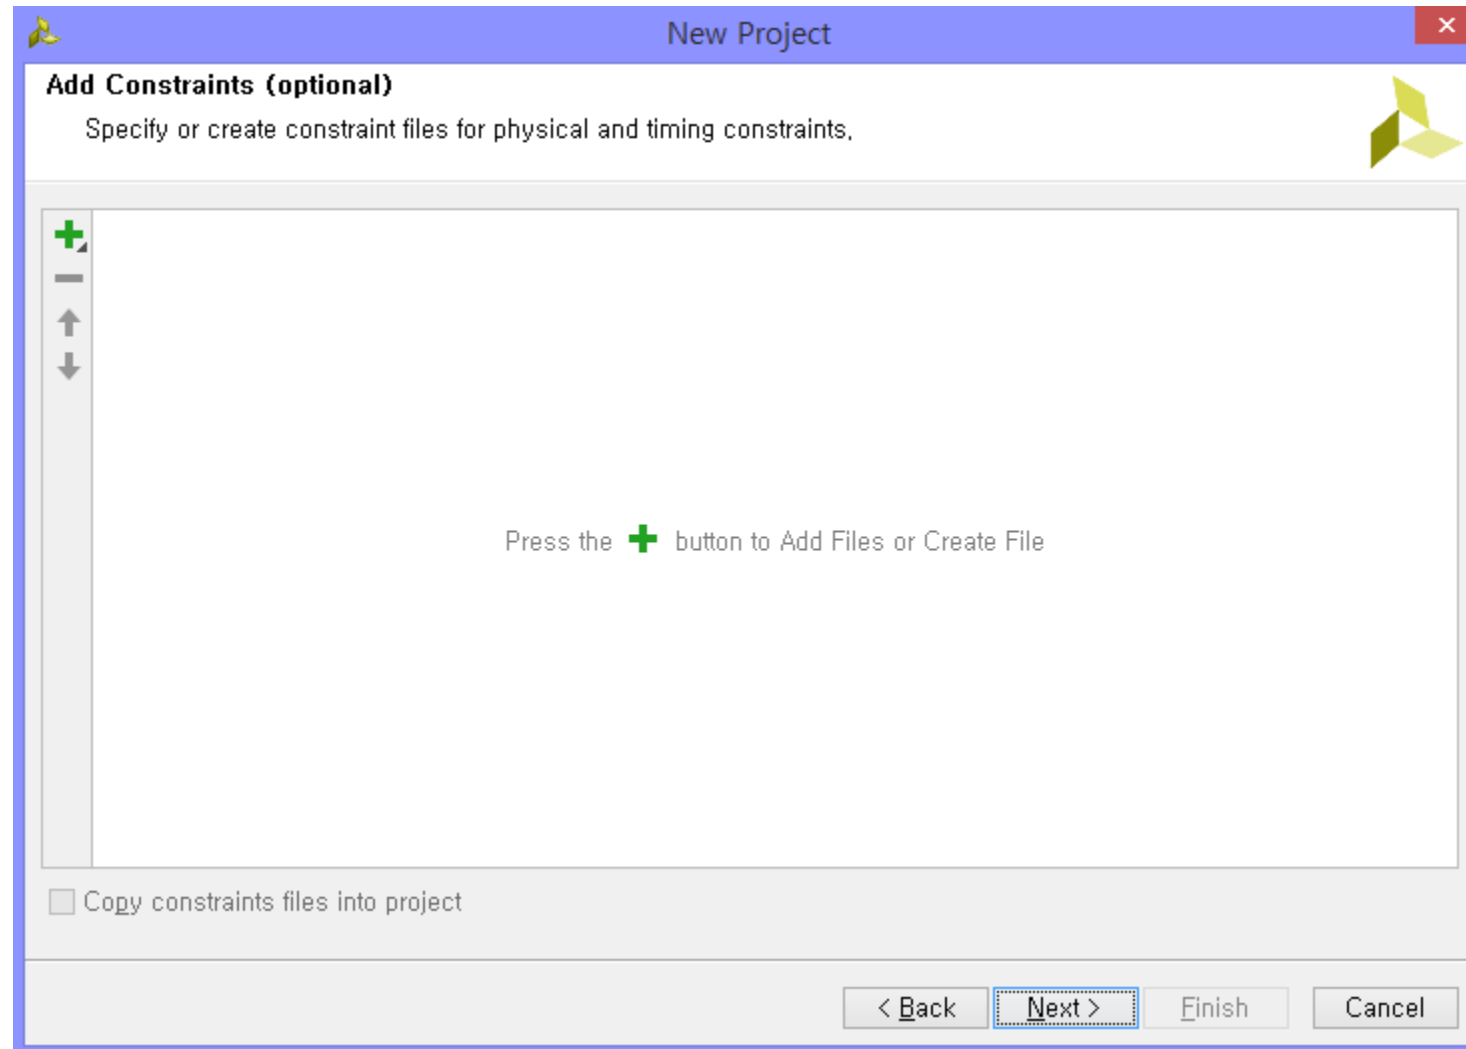 New Project
Add Constraints (optional)
Specify or create constraint files for physical and timing constraints.
Press the + button to Add Files or Create File
Copy constraints files into project
< Back
Next >
Finish
Cancel